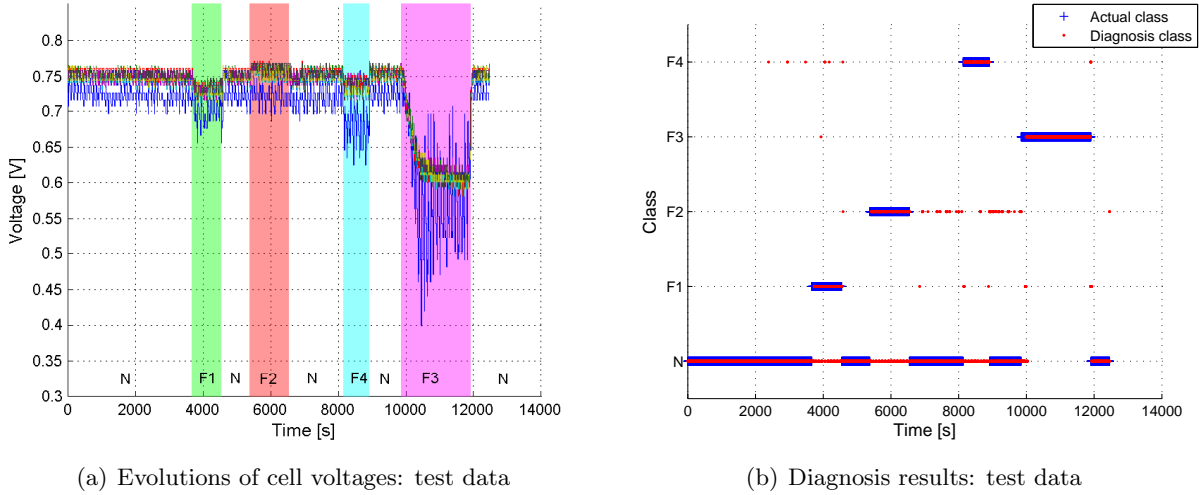 0.8
0.75
0.7
0.65
0.6
0.55
0.5
0.45
0.4
0.35
0.3
Voltage [V]
N F1 N F2 N F4 N F3 N
0 2000 4000 6000 8000 10000 12000 14000
Time [s]
(a) Evolutions of cell voltages: test data
Actual class
Diagnosis class
F4
F3
F2
F1
N
Class
0 2000 4000 6000 8000 10000 12000 14000
Time [s]
(b) Diagnosis results: test data